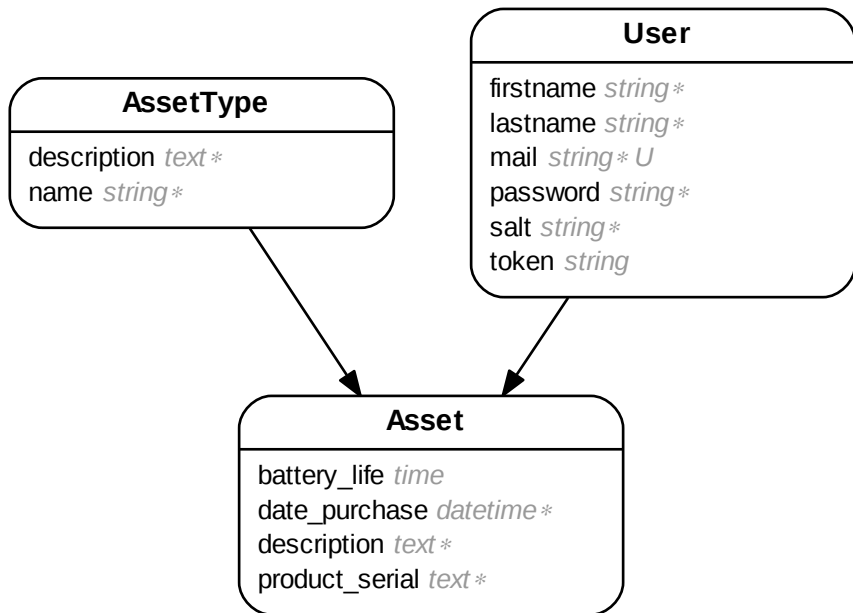 AssetType
description text*
name string*
User
firstname string*
lastname string*
mail string* U
password string*
salt string*
token string
Asset
battery_life time
date_purchase datetime*
description text*
product_serial text*